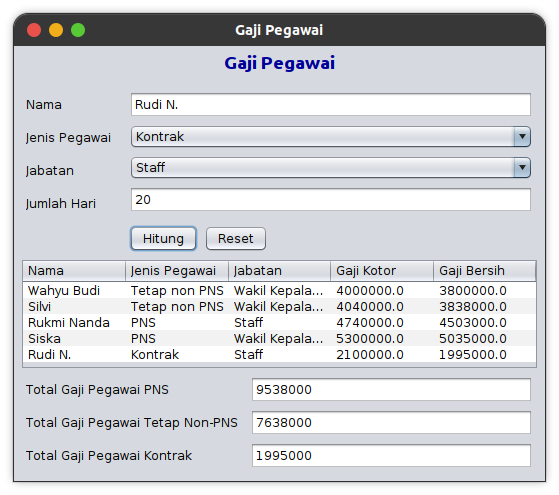 Gaji Pegawai
Gaji Pegawai
Nama Rudi N.
Jenis Pegawai Kontrak
Jabatan Staff
Jumlah Hari 20
Hitung Reset
Nama Jenis Pegawai Jabatan Gaji Kotor Gaji Bersih
Wahyu Budi Tetap non PNS Wakil Kepala... 4000000.0 3800000.0
Silvi Tetap non PNS Wakil Kepala... 4040000.0 3838000.0
Rukmi Nanda PNS Staff 4740000.0 4503000.0
Siska PNS Wakil Kepala... 5300000.0 5035000.0
Rudi N. Kontrak Staff 2100000.0 1995000.0
Total Gaji Pegawai PNS 9538000
Total Gaji Pegawai Tetap Non-PNS 7638000
Total Gaji Pegawai Kontrak 1995000